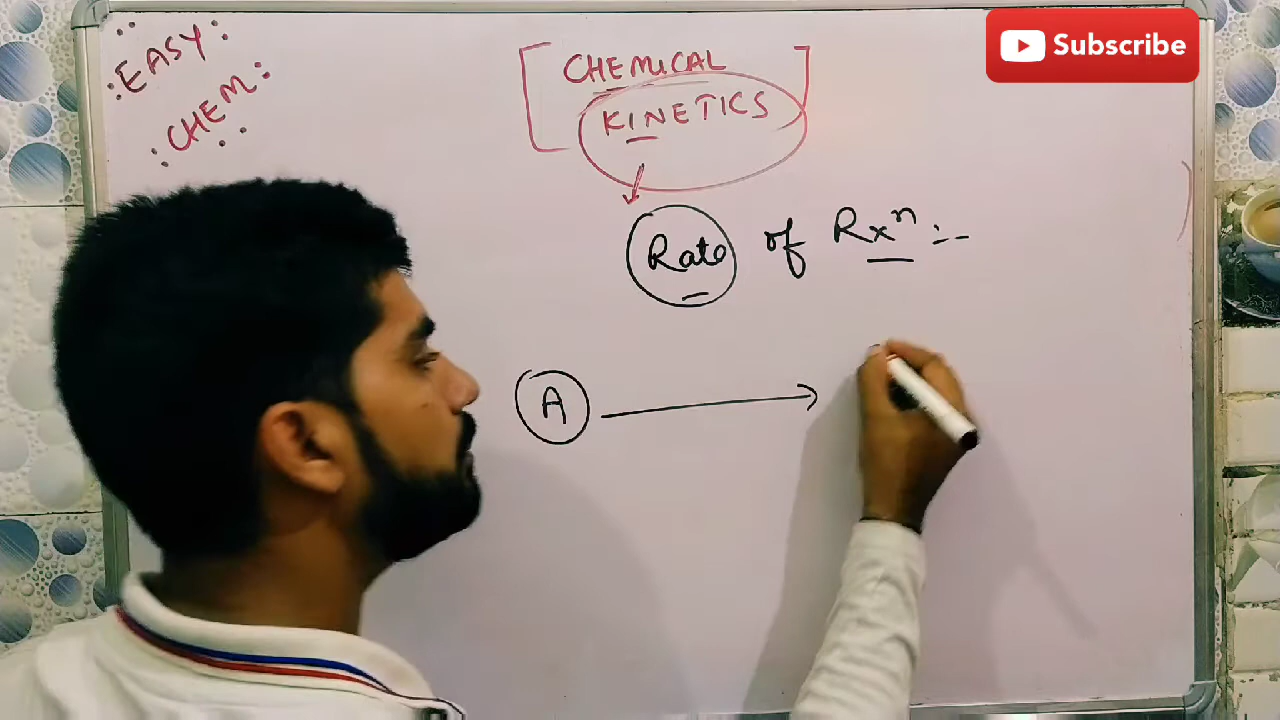 EASY
CHEM
CHEMICAL
KINETICS
Rate of Rxⁿ :-
A
Subscribe